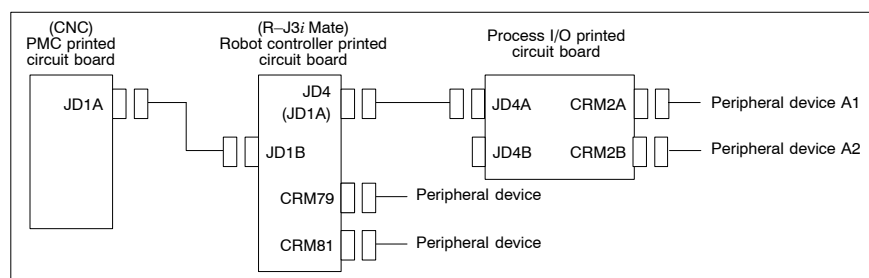 (CNC)
PMC printed
circuit board
JD1A
(R–J3i Mate)
Robot controller printed
circuit board
JD4
(JD1A)
JD1B
CRM79
CRM81
Peripheral device
Peripheral device
Process I/O printed
circuit board
JD4A
CRM2A
JD4B
CRM2B
Peripheral device A1
Peripheral device A2